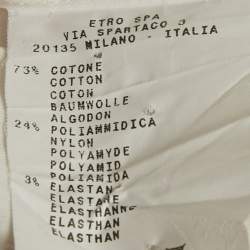 ETRO SPA
VIA SPARTACO 3
20135 MILANO - ITALIA
73% COTONE
COTTON
COTON
BAUMWOLLE
ALGODON
24% POLIAMMIDICA
NYLON
POLYAMYDE
POLYAMID
POLIAMIDA
3% ELASTAN
ELASTANE
ELASTHANNE
ELASTHAN
ELASTHAN